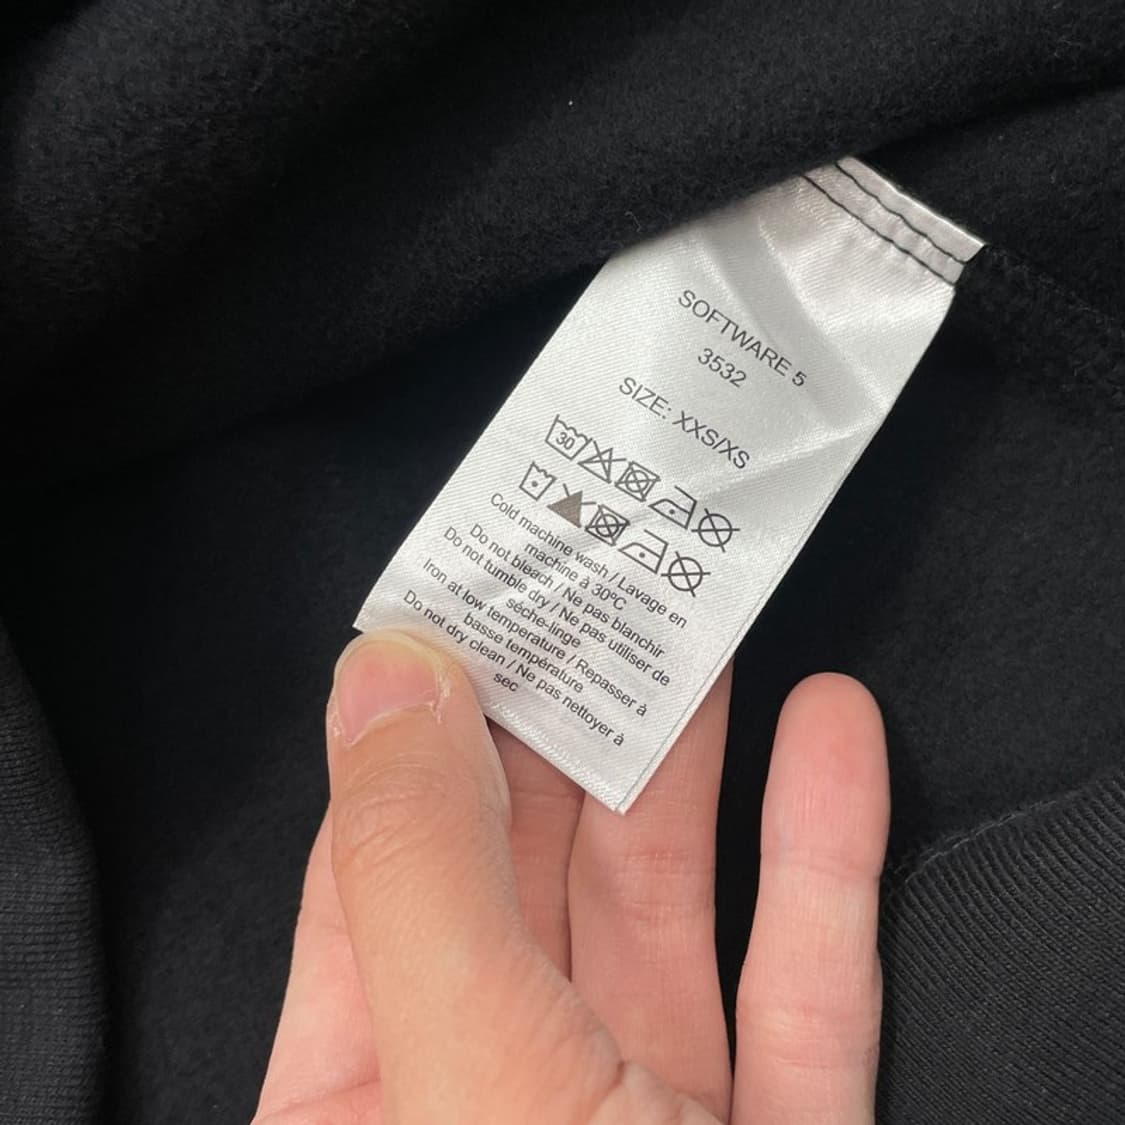 SOFTWARE 5
3532
SIZE: XXS/XS
30
Cold machine wash / Lavage en
machine à 30ºC
Do not bleach / Ne pas blanchir
Do not tumble dry / Ne pas utiliser de
séche-linge
Iron at low temperature / Repasser à
basse température
Do not dry clean / Ne pas nettoyer à
sec